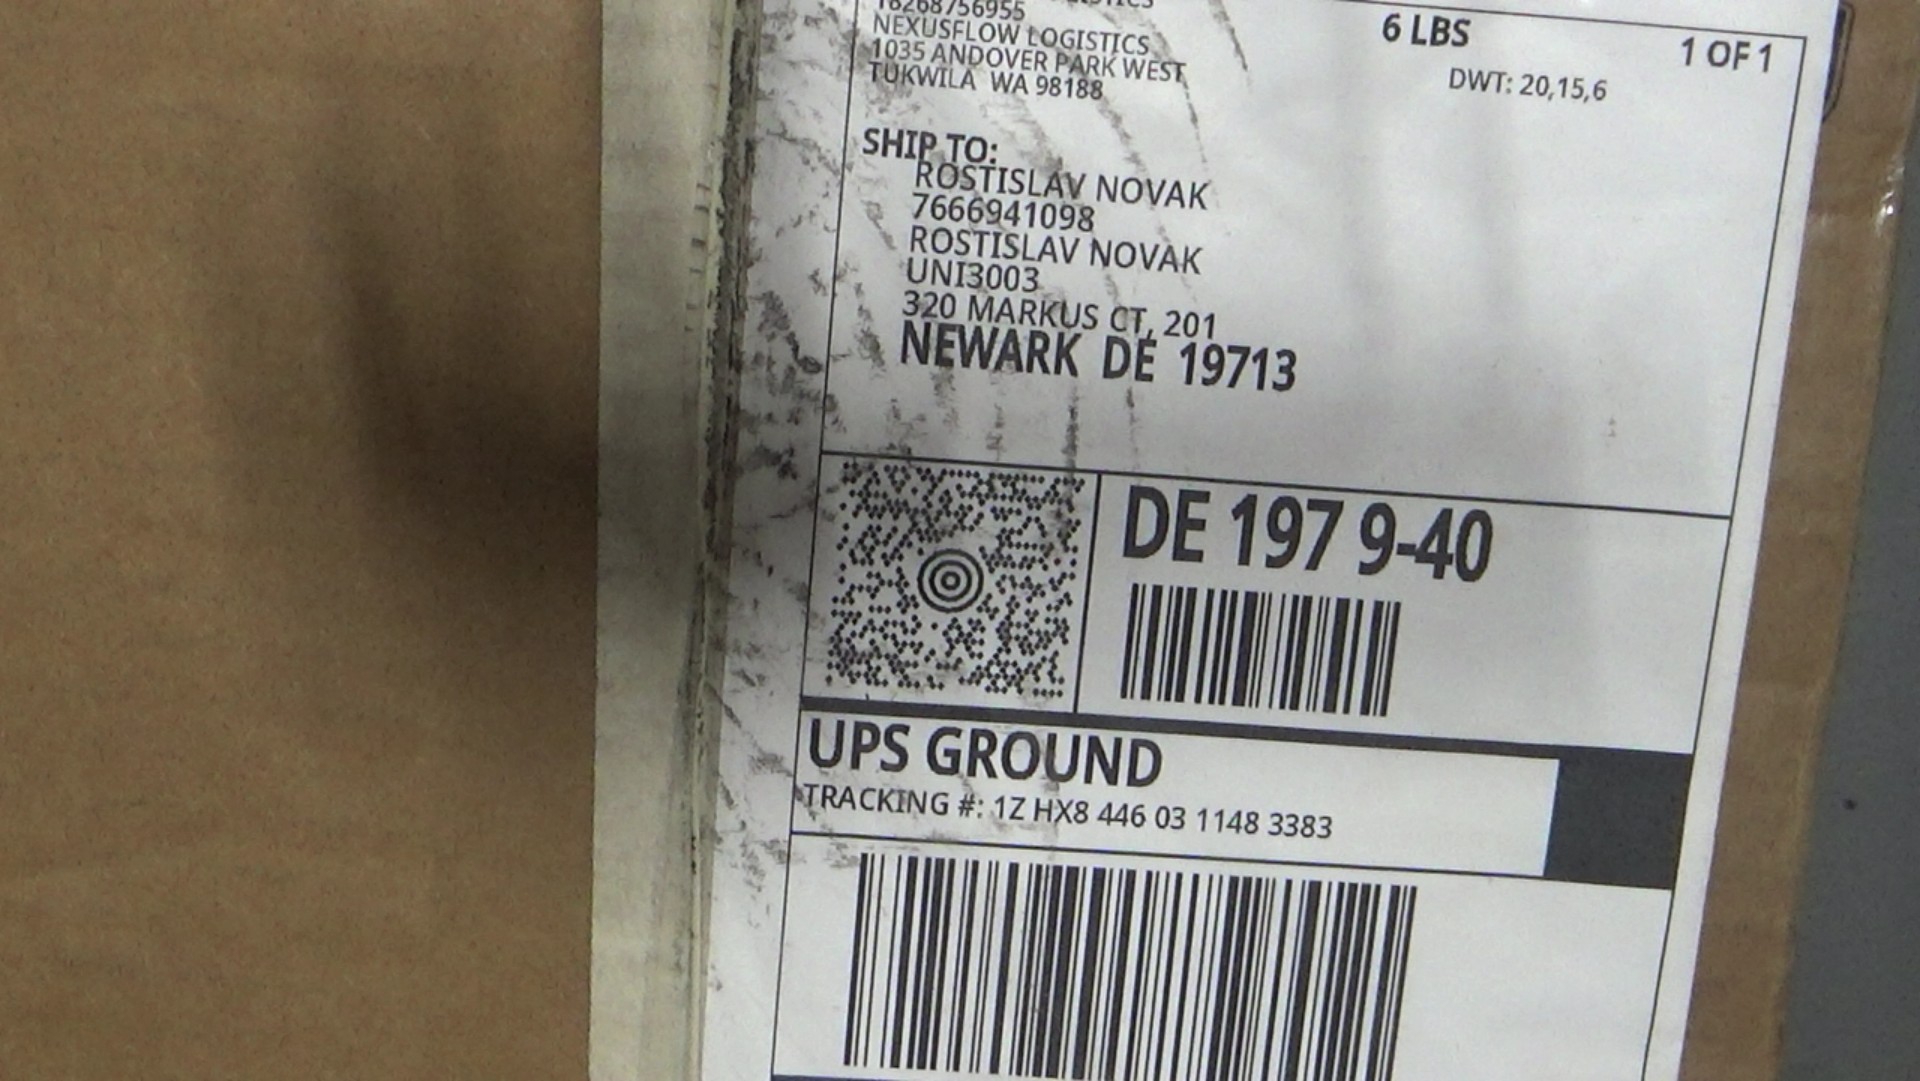 18268756955
NEXUSFLOW LOGISTICS
1035 ANDOVER PARK WEST
TUKWILA WA 98188
6 LBS
1 OF 1
DWT: 20,15,6
SHIP TO:
ROSTISLAV NOVAK
7666941098
ROSTISLAV NOVAK
UNI3003
320 MARKUS CT, 201
NEWARK DE 19713
DE 197 9-40
UPS GROUND
TRACKING #: 1Z HX8 446 03 1148 3383